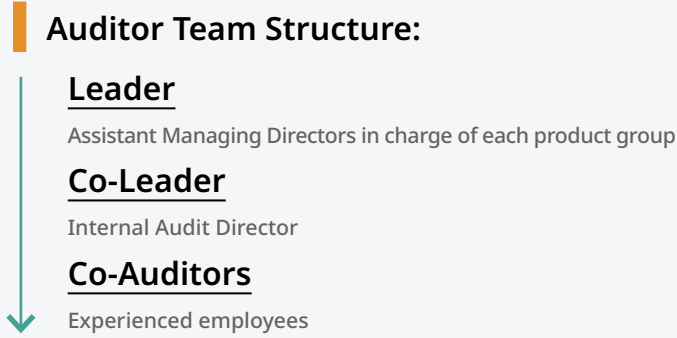 Auditor Team Structure:
Leader
Assistant Managing Directors in charge of each product group
Co-Leader
Internal Audit Director
Co-Auditors
Experienced employees